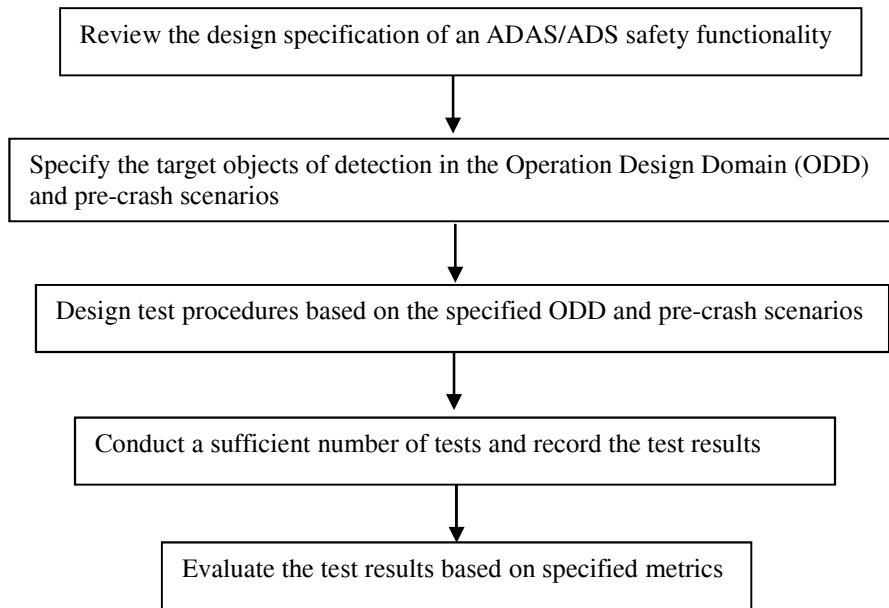 Review the design specification of an ADAS/ADS safety functionality
Specify the target objects of detection in the Operation Design Domain (ODD)
and pre-crash scenarios
Design test procedures based on the specified ODD and pre-crash scenarios
Conduct a sufficient number of tests and record the test results
Evaluate the test results based on specified metrics